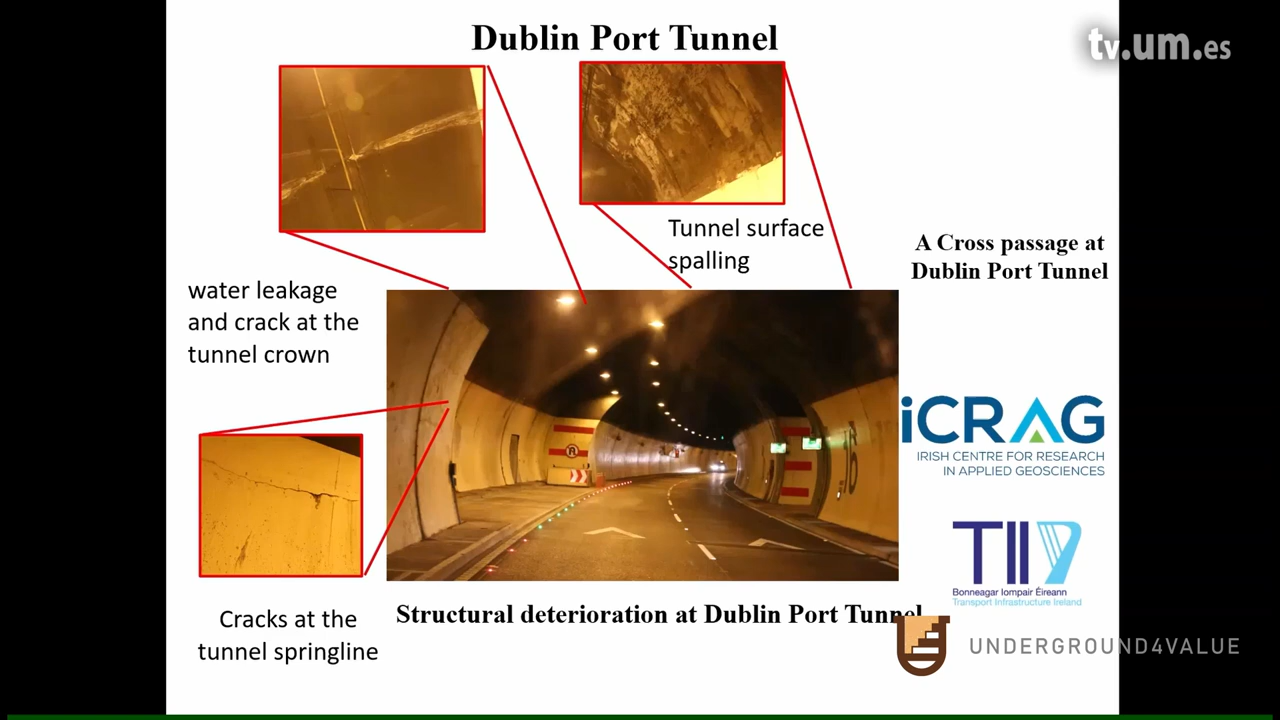 Dublin Port Tunnel
tv.um.es
Tunnel surface
spalling
A Cross passage at
Dublin Port Tunnel
water leakage
and crack at the
tunnel crown
R
iCRAG
IRISH CENTRE FOR RESEARCH
IN APPLIED GEOSCIENCES
TII
Bonneagar Iompair Éireann
Transport Infrastructure Ireland
Structural deterioration at Dublin Port Tunnel
Cracks at the
tunnel springline
UNDERGROUND4VALUE